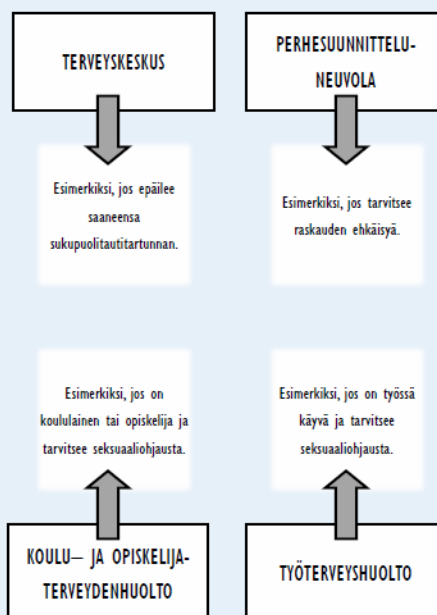 TERVEYSKESKUS
PERHESUUNNITTELU-
NEUVOLA
Esimerkiksi, jos epäilee
saaneensa
sukupuolitautitartunnan.
Esimerkiksi, jos tarvitsee
raskauden ehkäisyä.
Esimerkiksi, jos on
koululainen tai opiskelija ja
tarvitsee seksuaaliohjausta.
Esimerkiksi, jos on työssä
käyvä ja tarvitsee
seksuaaliohjausta.
KOULU– JA OPISKELIJA-
TERVEYDENHUOLTO
TYÖTERVEYSHUOLTO